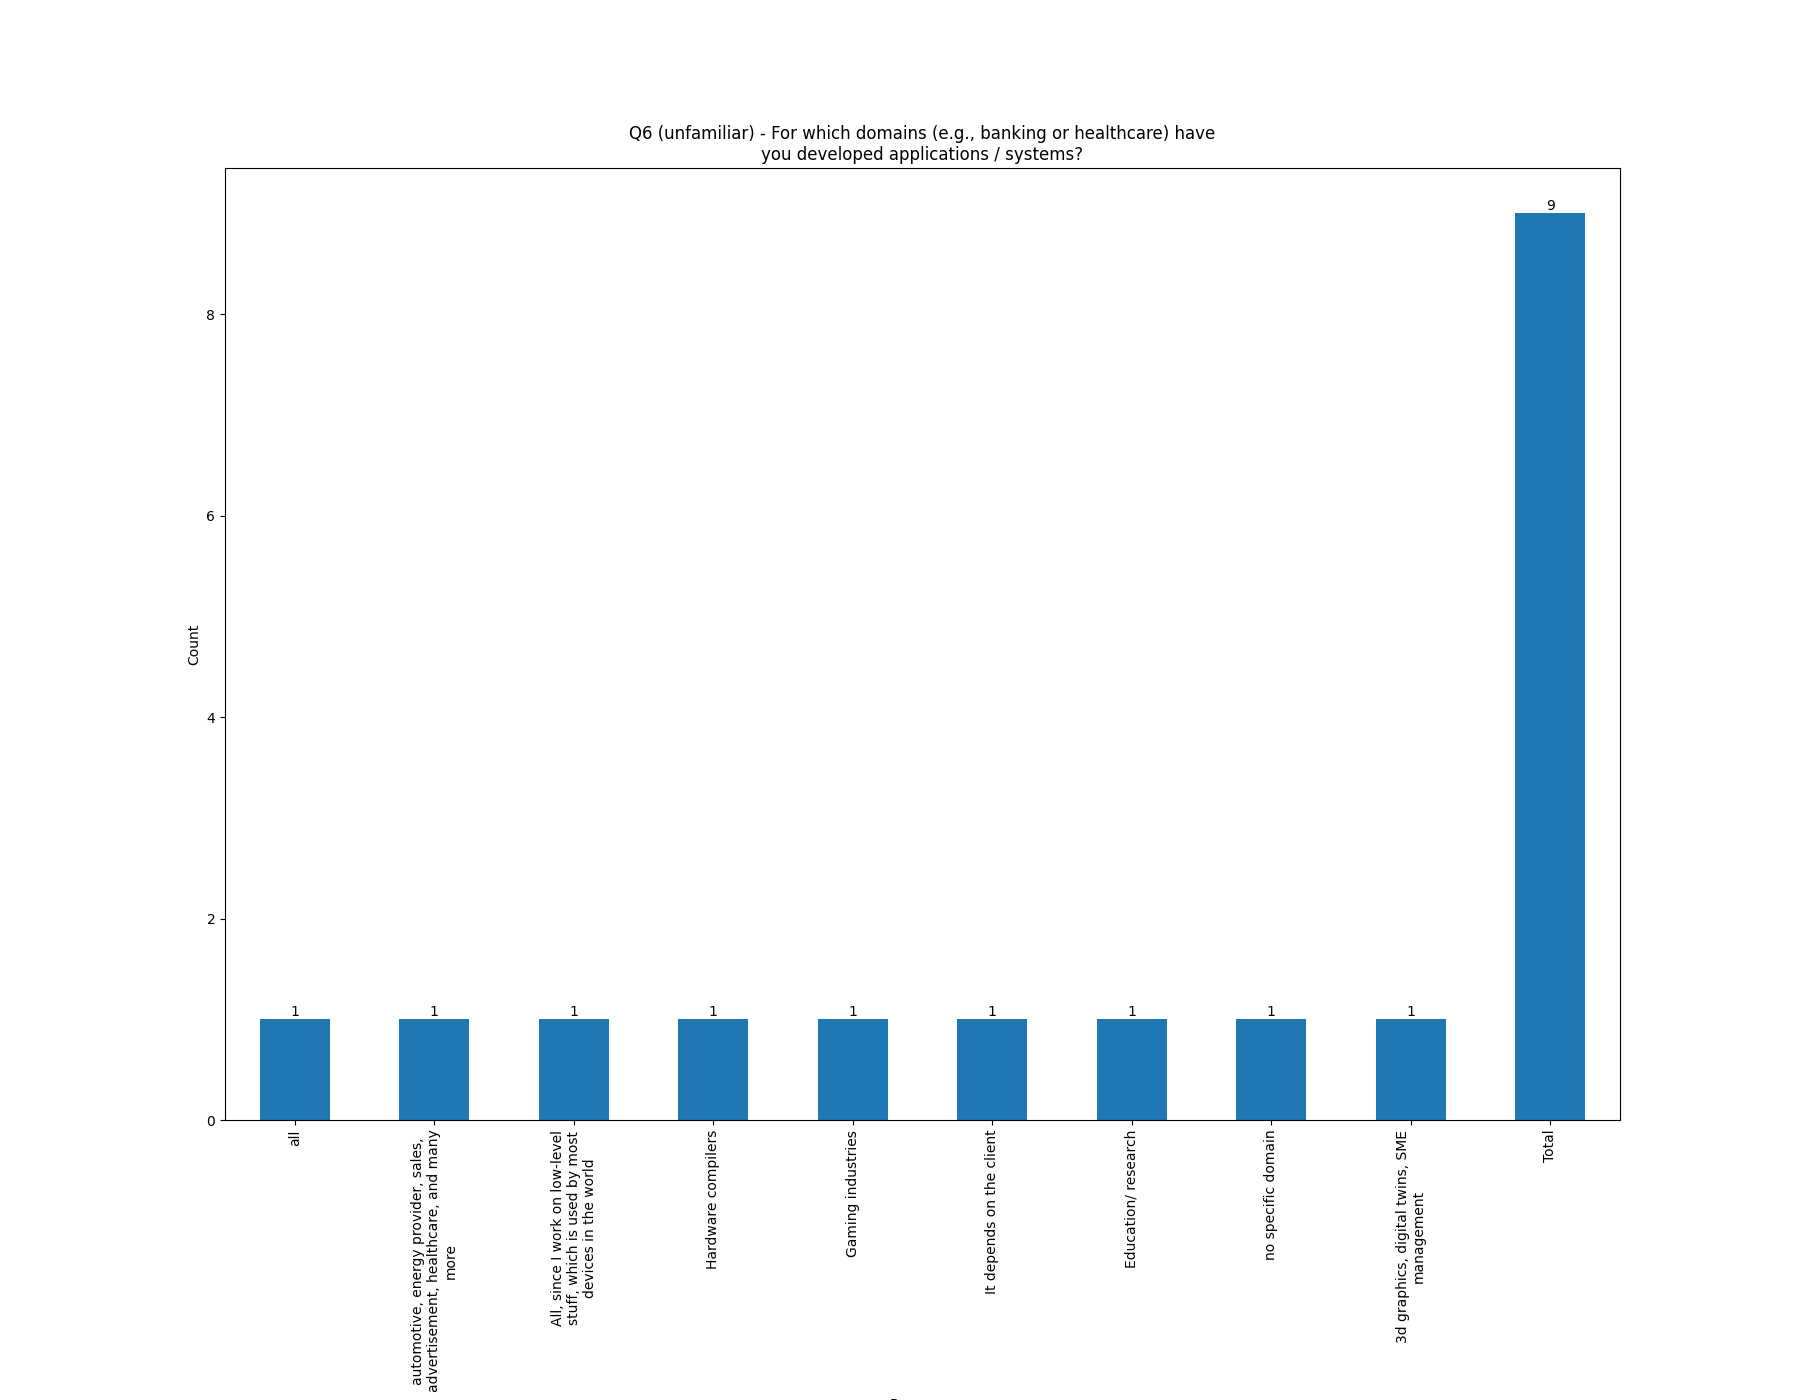 Q6 (unfamiliar) - For which domains (e.g., banking or healthcare) have
you developed applications / systems?
9
8
6
4
2
0
Count
1
1
1
1
1
1
1
1
1
all
automotive, energy provider, sales,
advertisement, healthcare, and many
more
All, since I work on low-level
stuff, which is used by most
devices in the world
Hardware compilers
Gaming industries
It depends on the client
Education/ research
no specific domain
3d graphics, digital twins, SME
management
Total